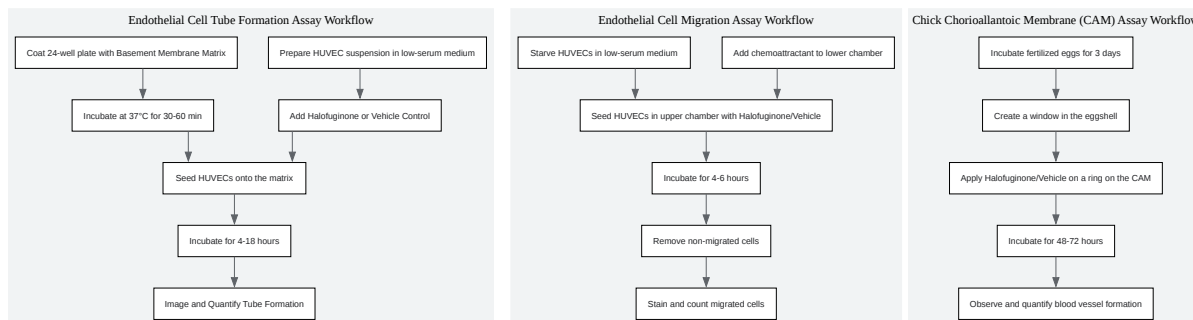 Endothelial Cell Tube Formation Assay Workflow
Coat 24-well plate with Basement Membrane Matrix
Prepare HUVEC suspension in low-serum medium
Incubate at 37°C for 30-60 min
Add Halofuginone or Vehicle Control
Seed HUVECs onto the matrix
Incubate for 4-18 hours
Image and Quantify Tube Formation
Endothelial Cell Migration Assay Workflow
Starve HUVECs in low-serum medium
Add chemoattractant to lower chamber
Seed HUVECs in upper chamber with Halofuginone/Vehicle
Incubate for 4-6 hours
Remove non-migrated cells
Stain and count migrated cells
Chick Chorioallantoic Membrane (CAM) Assay Workflow
Incubate fertilized eggs for 3 days
Create a window in the eggshell
Apply Halofuginone/Vehicle on a ring on the CAM
Incubate for 48-72 hours
Observe and quantify blood vessel formation